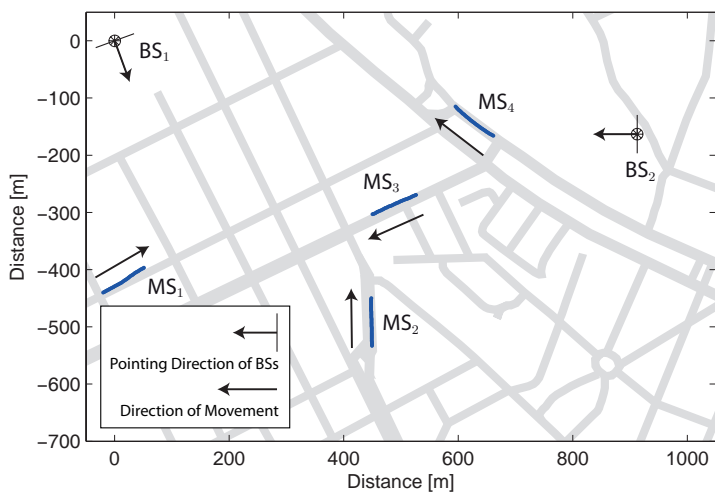 0
−100
−200
−300
−400
−500
−600
−700
Distance [m]
BS₁
MS₄
BS₂
MS₃
MS₁
MS₂
Pointing Direction of BSs
Direction of Movement
0
200
400
600
800
1000
Distance [m]